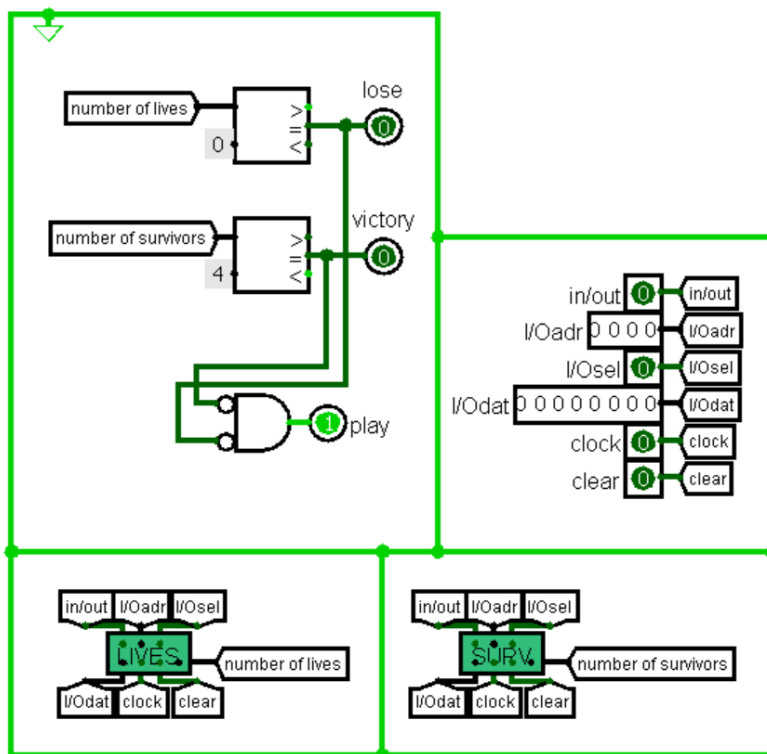 lose
number of lives
>
=
<
0
0
victory
number of survivors
>
=
<
4
0
in/out
0
in/out
I/Oadr
0 0 0 0
I/Oadr
I/Osel
0
I/Osel
I/Odat
0 0 0 0 0 0 0 0
I/Odat
1
play
clock
0
clock
clear
0
clear
in/out
I/Oadr
I/Osel
LIVES
number of lives
I/Odat
clock
clear
in/out
I/Oadr
I/Osel
SURV.
number of survivors
I/Odat
clock
clear